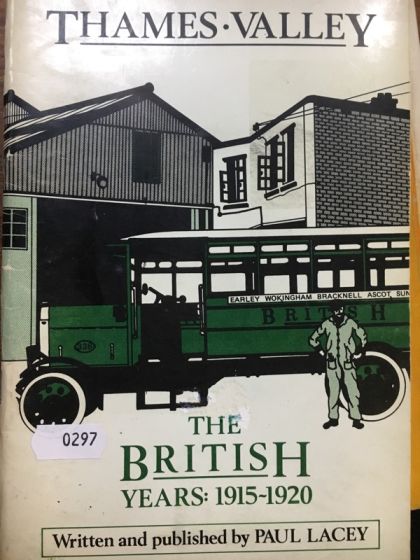 THAMES·VALLEY
EARLEY WOKINGHAM BRACKNELL ASCOT SUN
BRITISH
THE
BRITISH
YEARS: 1915~1920
0297
Written and published by PAUL LACEY